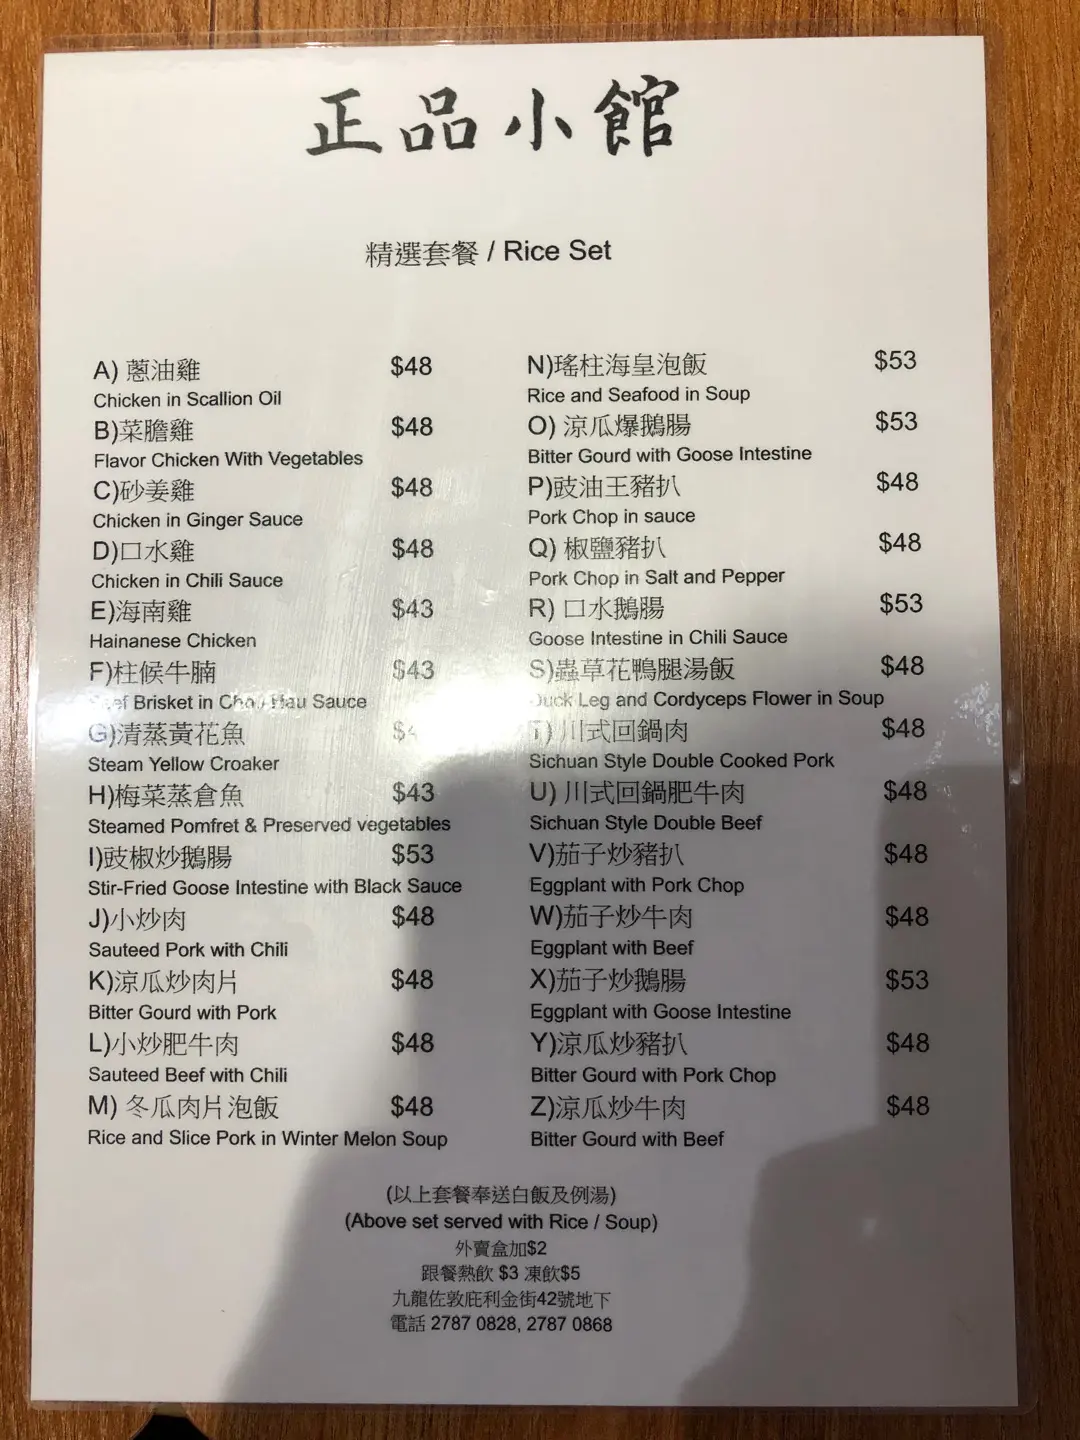 正品小館
精選套餐 / Rice Set
A) 蔥油雞 $48
Chicken in Scallion Oil
B)菜膽雞 $48
Flavor Chicken With Vegetables
C)砂姜雞 $48
Chicken in Ginger Sauce
D)口水雞 $48
Chicken in Chili Sauce
E)海南雞 $43
Hainanese Chicken
F)柱候牛腩 $43
Beef Brisket in Chou Hau Sauce
G)清蒸黃花魚
Steam Yellow Croaker
H)梅菜蒸倉魚 $43
Steamed Pomfret & Preserved vegetables
I)豉椒炒鵝腸 $53
Stir-Fried Goose Intestine with Black Sauce
J)小炒肉 $48
Sauteed Pork with Chili
K)涼瓜炒肉片 $48
Bitter Gourd with Pork
L)小炒肥牛肉 $48
Sauteed Beef with Chili
M) 冬瓜肉片泡飯 $48
Rice and Slice Pork in Winter Melon Soup
N)瑤柱海皇泡飯 $53
Rice and Seafood in Soup
O) 涼瓜爆鵝腸 $53
Bitter Gourd with Goose Intestine
P)豉油王豬扒 $48
Pork Chop in sauce
Q) 椒鹽豬扒 $48
Pork Chop in Salt and Pepper
R) 口水鵝腸 $53
Goose Intestine in Chili Sauce
S)蟲草花鴨腿湯飯 $48
Duck Leg and Cordyceps Flower in Soup
T) 川式回鍋肉 $48
Sichuan Style Double Cooked Pork
U) 川式回鍋肥牛肉 $48
Sichuan Style Double Beef
V)茄子炒豬扒 $48
Eggplant with Pork Chop
W)茄子炒牛肉 $48
Eggplant with Beef
X)茄子炒鵝腸 $53
Eggplant with Goose Intestine
Y)涼瓜炒豬扒 $48
Bitter Gourd with Pork Chop
Z)涼瓜炒牛肉 $48
Bitter Gourd with Beef
(以上套餐奉送白飯及例湯)
(Above set served with Rice / Soup)
外賣盒加$2
跟餐熱飲 $3 凍飲$5
九龍佐敦庇利金街42號地下
電話 2787 0828, 2787 0868